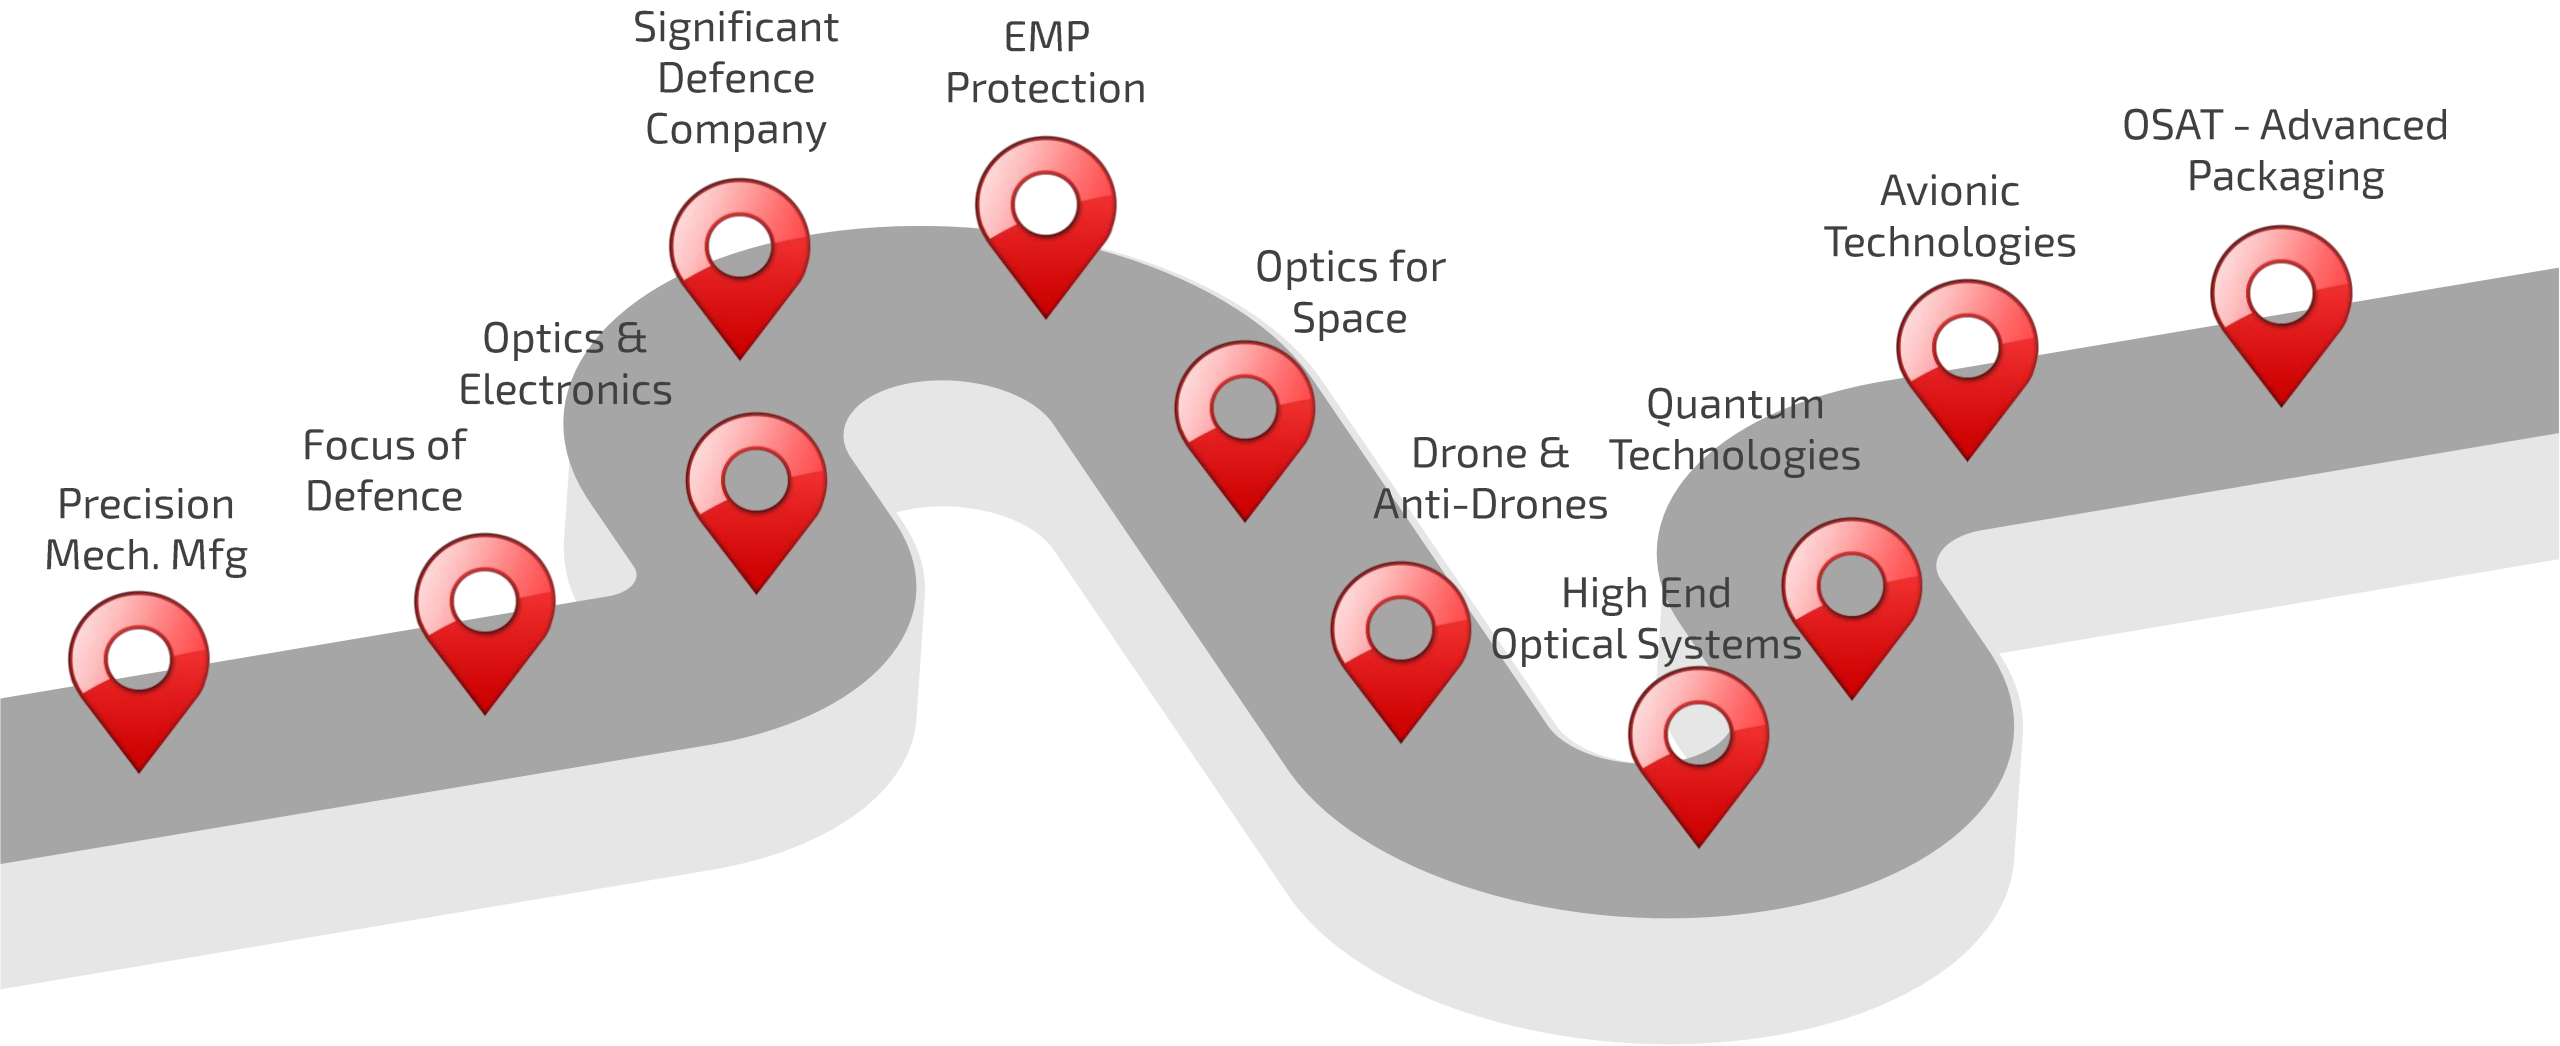 Precision
Mech. Mfg
Focus of
Defence
Optics &
Electronics
Significant
Defence
Company
EMP
Protection
Optics for
Space
Drone &
Anti-Drones
High End
Optical Systems
Quantum
Technologies
Avionic
Technologies
OSAT - Advanced
Packaging